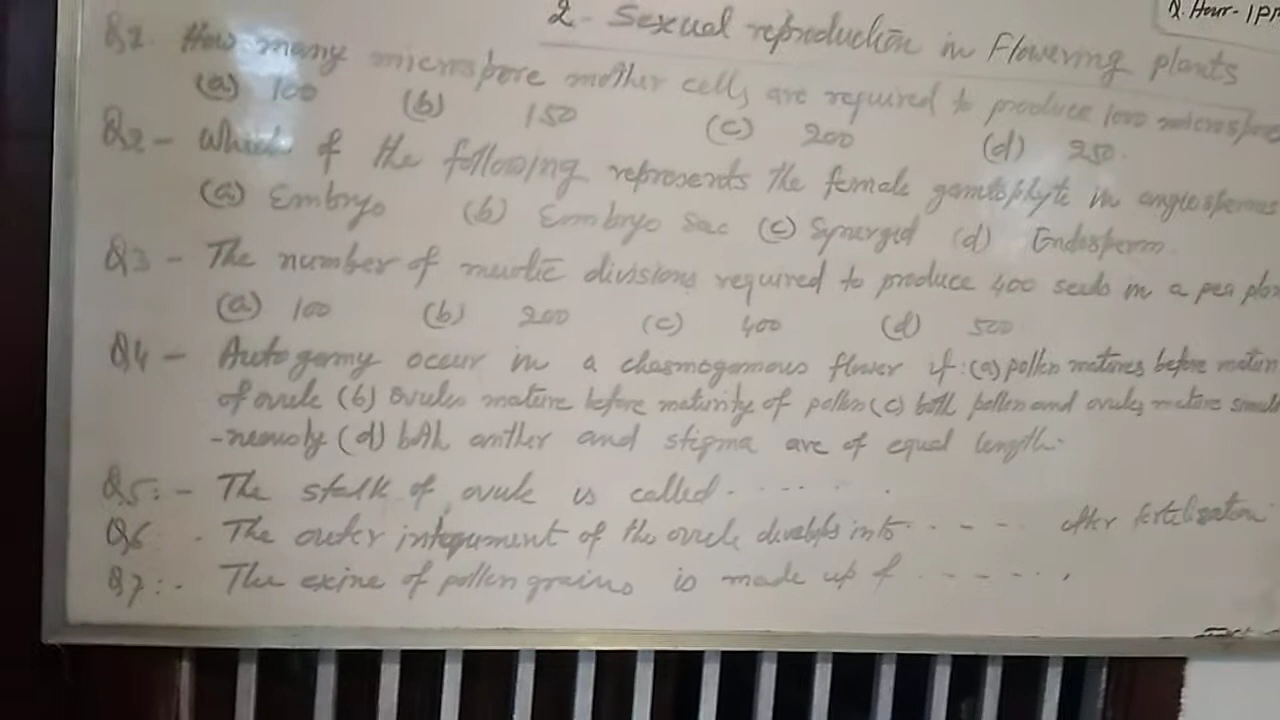 Q. Hour - 1 PM
2 - Sexual reproduction in Flowering plants
Q1. How many microspore mother cells are required to produce 1000 microspore
(a) 100 (b) 150 (c) 200 (d) 250.
Q2 - Which of the following represents the female gametophyte in angiosperms
(a) Embryo (b) Embryo sac (c) Synergid (d) Endosperm
Q3 - The number of meiotic divisions required to produce 400 seeds in a pea plant
(a) 100 (b) 200 (c) 400 (d) 500
Q4 - Autogamy occur in a chasmogamous flower if :(a) pollen matures before
of ovule (b) Ovules mature before maturity of pollen (c) both pollen and ovules mature
-neously (d) both anther and stigma are of equal length.
Q5:- The stalk of ovule is called - . . . . . .
Q6: . The outer integument of the ovule develops into . . - - - after fertilization
Q7:- The exine of pollen grains is made up of . - - - . . ,